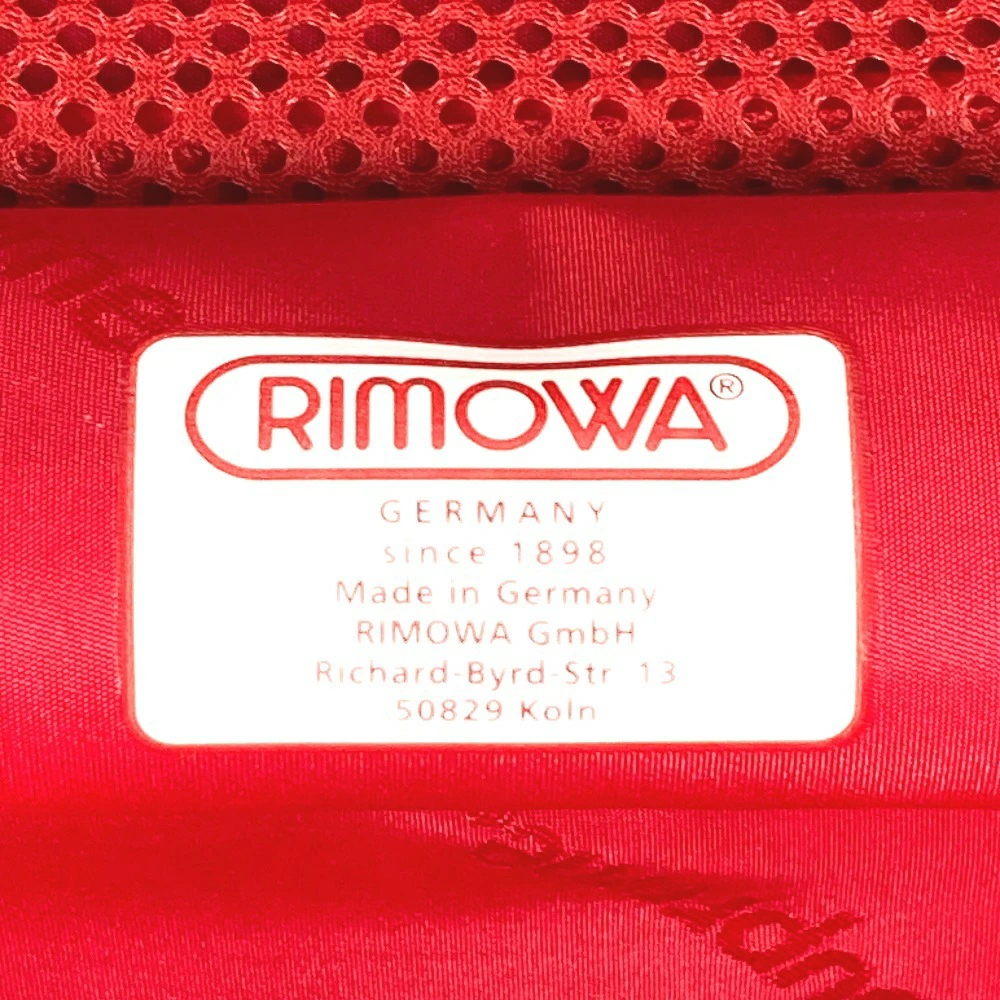 RIMOWA®
GERMANY
since 1898
Made in Germany
RIMOWA GmbH
Richard-Byrd-Str 13
50829 Koln